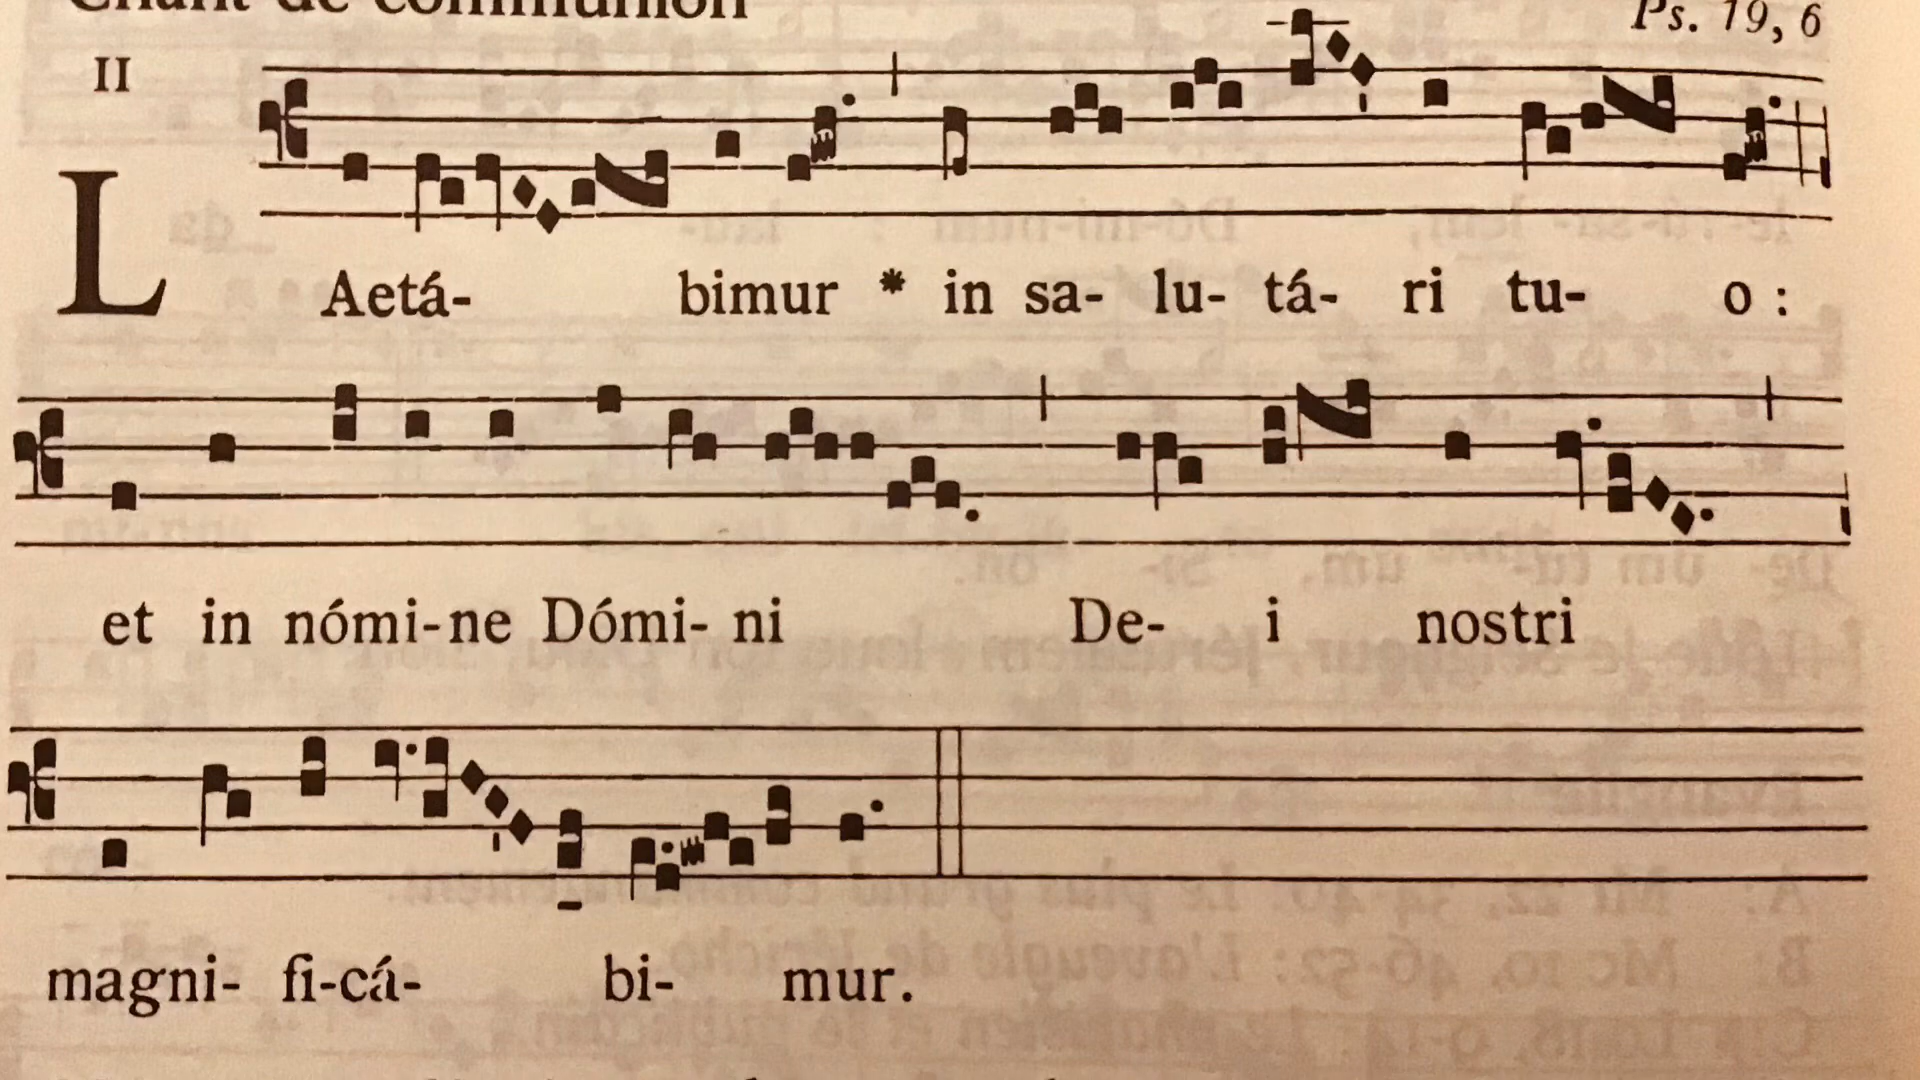 Chant de communion Ps. 19, 6
II
LAetá- bimur * in sa- lu- tá- ri tu- o :
et in nómi-ne Dómi- ni De- i nostri
magni- fi-cá- bi- mur.